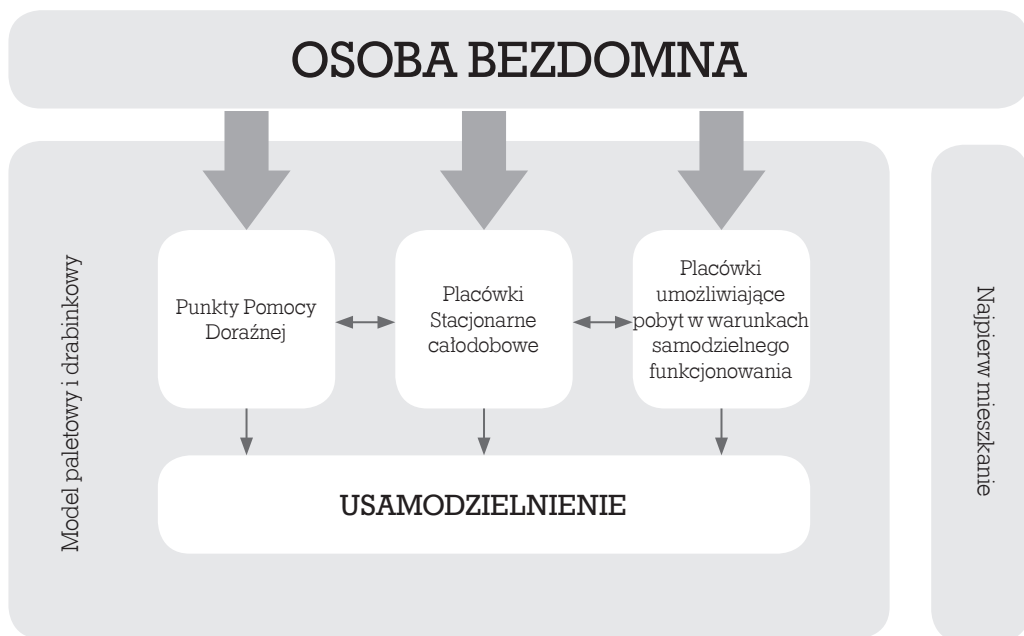 OSOBA BEZDOMNA
Model paletowy i drabinkowy
Punkty Pomocy
Doraźnej
Placówki
Stacjonarne
całodobowe
Placówki
umożliwiające
pobyt w warunkach
samodzielnego
funkcjonowania
USAMODZIELNIENIE
Najpierw mieszkanie